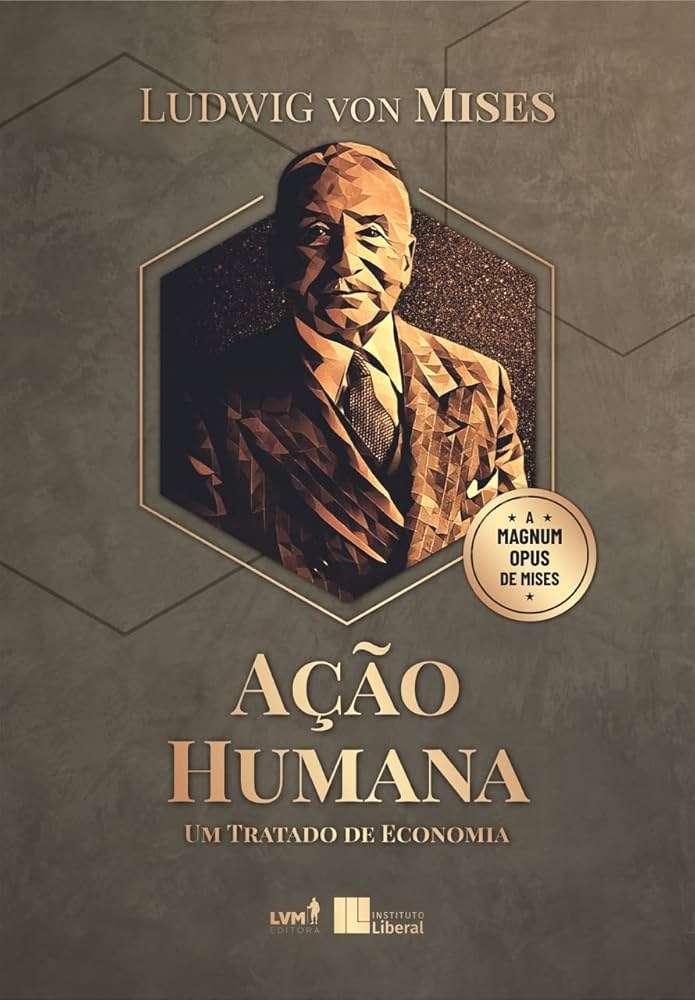 LUDWIG VON MISES
★ A ★
MAGNUM
OPUS
DE MISES
★
AÇÃO
HUMANA
UM TRATADO DE ECONOMIA
LVM
EDITORA
INSTITUTO
Liberal